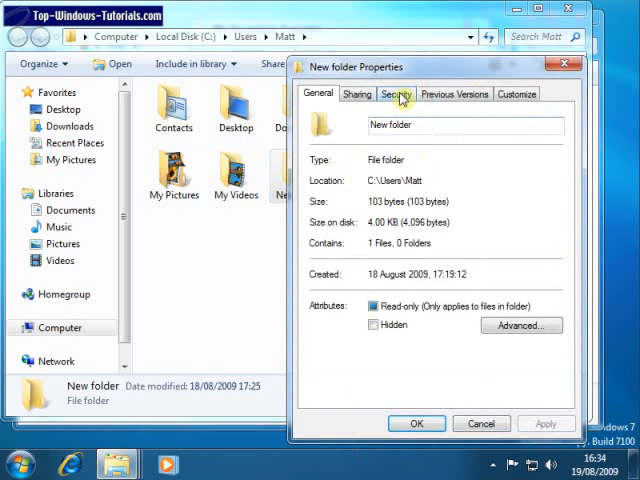 Top-Windows-Tutorials.com
Computer Local Disk (C:) Users Matt Search Matt
Organize Open Include in library Share
Favorites
Desktop
Downloads
Recent Places
My Pictures
Libraries
Documents
Music
Pictures
Videos
Homegroup
Computer
Network
Contacts Desktop
My Pictures My Videos
New folder Date modified: 18/08/2009 17:25
File folder
New folder Properties
General Sharing Security Previous Versions Customize
New folder
Type: File folder
Location: C:\Users\Matt
Size: 103 bytes (103 bytes)
Size on disk: 4.00 KB (4,096 bytes)
Contains: 1 Files, 0 Folders
Created: 18 August 2009, 17:19:12
Attributes: Read-only (Only applies to files in folder)
Hidden Advanced...
OK Cancel Apply
dows 7
py. Build 7100
16:34
19/08/2009